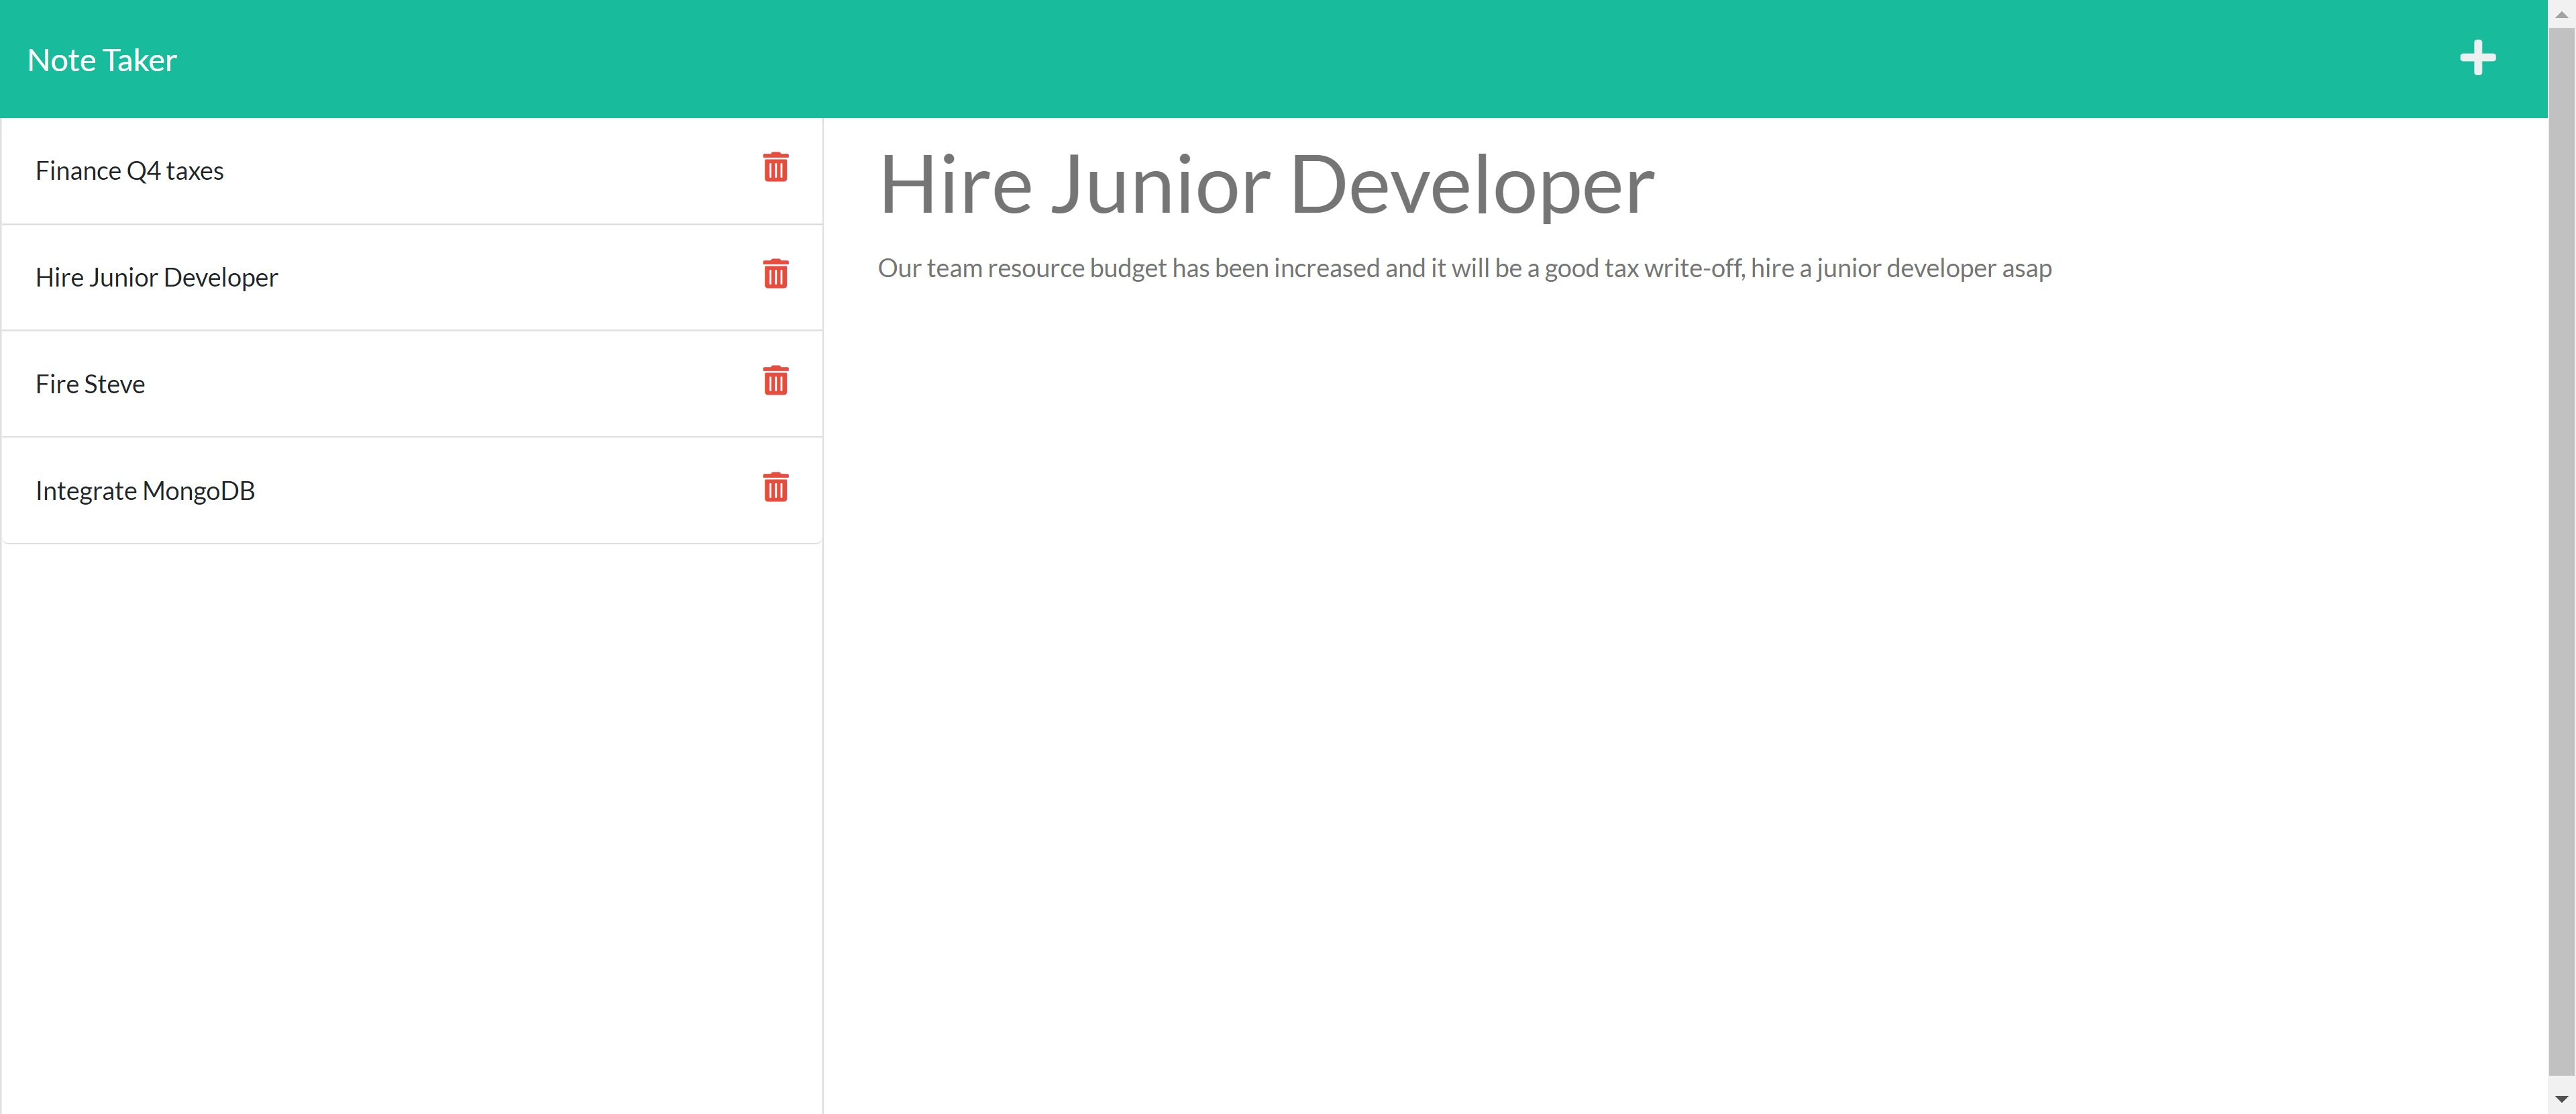 Note Taker
Finance Q4 taxes
Hire Junior Developer
Fire Steve
Integrate MongoDB
Hire Junior Developer
Our team resource budget has been increased and it will be a good tax write-off, hire a junior developer asap